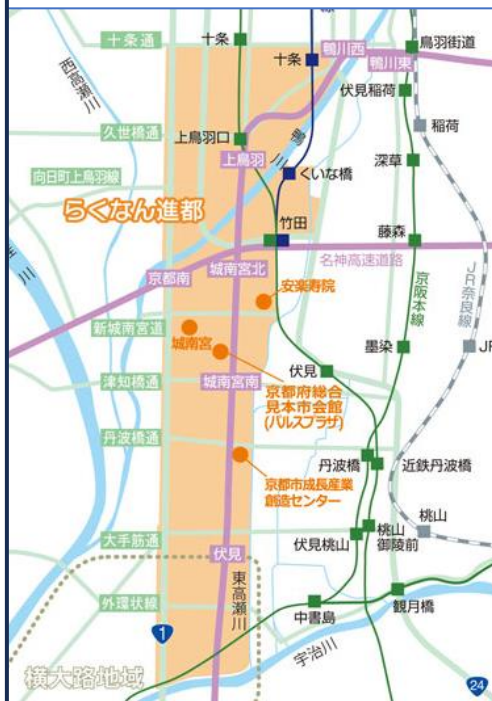 十条通
十条
十条
鴨川西
鴨川東
鳥羽街道
伏見稲荷
稲荷
西高瀬川
久世橋通
上鳥羽口
上鳥羽
鴨川
深草
向日町上鳥羽線
くいな橋
らくなん進都
竹田
藤森
京都南
城南宮北
名神高速道路
京阪本線
JR奈良線
安楽寿院
新城南宮道
城南宮
墨染
JF
伏見
津知橋通
城南宮南
京都府総合
見本市会館
(パルスプラザ)
丹波橋通
丹波橋
近鉄丹波橋
京都市成長産業
創造センター
大手筋通
伏見
伏見桃山
桃山
御陵前
桃山
東高瀬川
外環状線
1
中書島
観月橋
宇治川
横大路地域
24